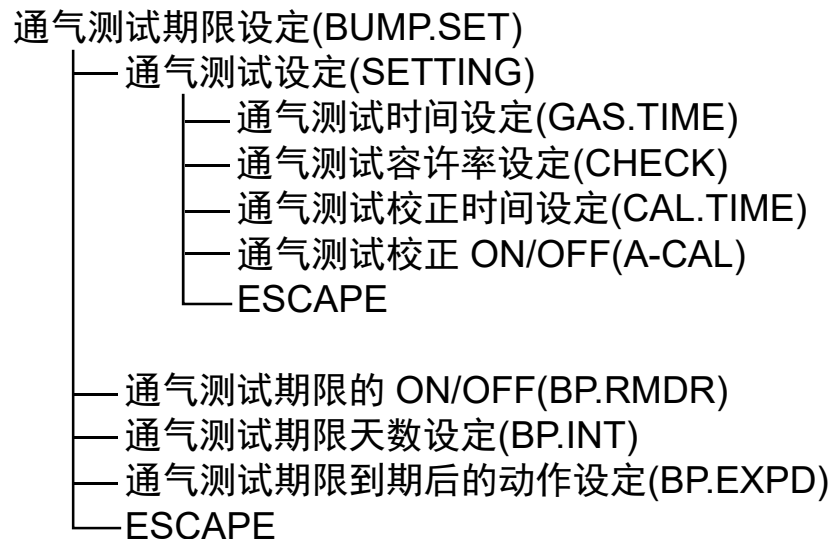 通气测试期限设定(BUMP.SET)
通气测试设定(SETTING)
通气测试时间设定(GAS.TIME)
通气测试容许率设定(CHECK)
通气测试校正时间设定(CAL.TIME)
通气测试校正 ON/OFF(A-CAL)
ESCAPE
通气测试期限的 ON/OFF(BP.RMDR)
通气测试期限天数设定(BP.INT)
通气测试期限到期后的动作设定(BP.EXPD)
ESCAPE